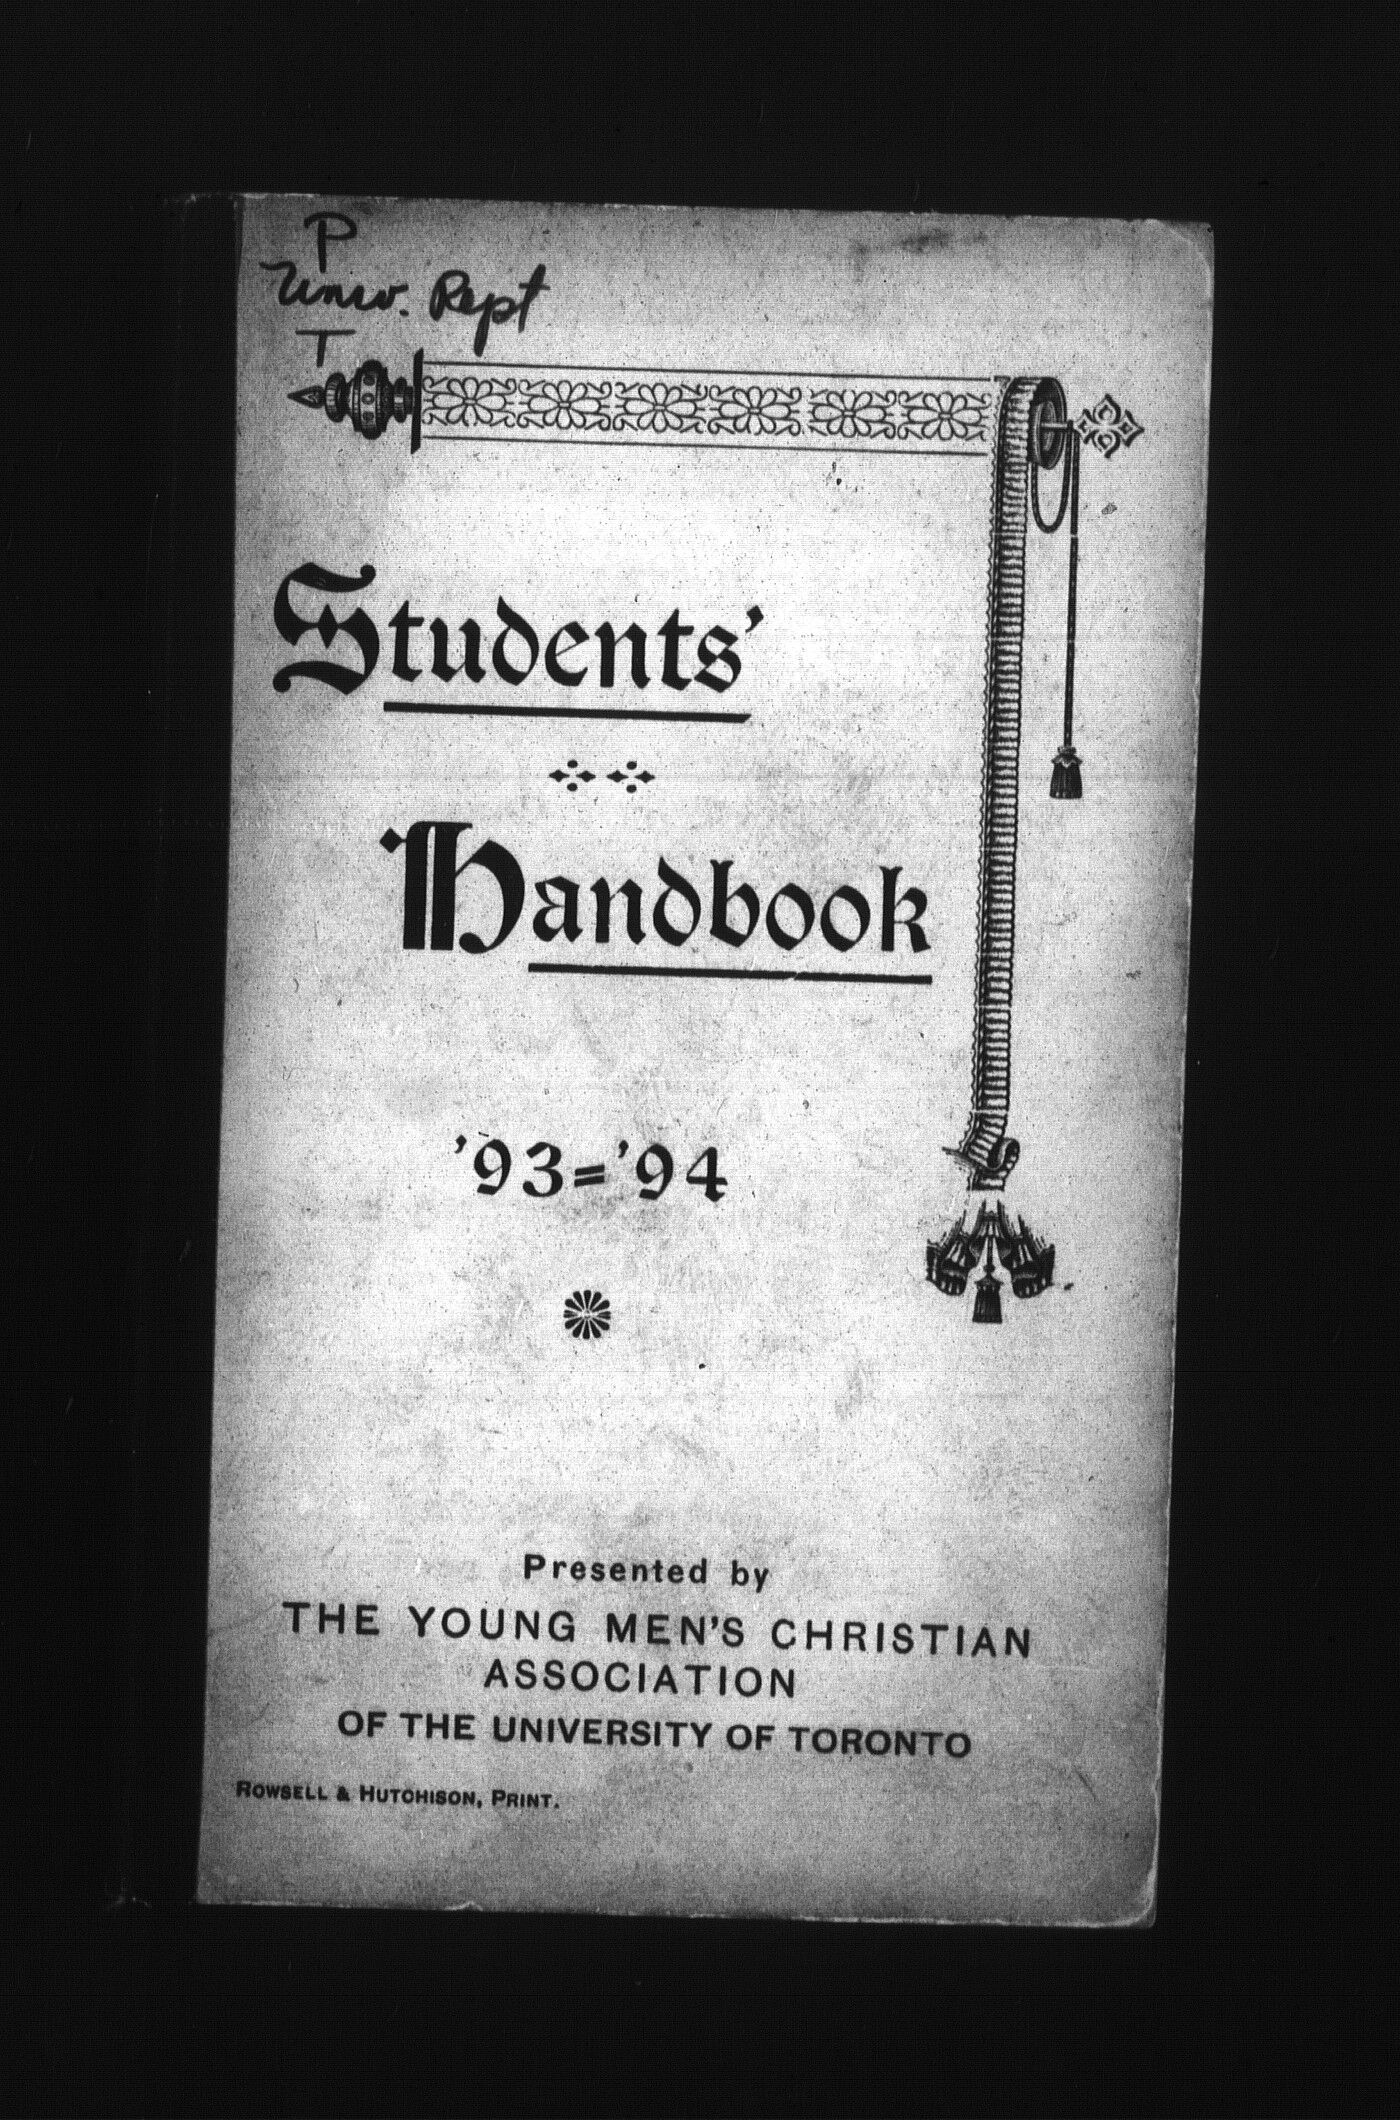 P
Univ. Rept
T
Students'
Handbook
'93='94
Presented by
THE YOUNG MEN'S CHRISTIAN
ASSOCIATION
OF THE UNIVERSITY OF TORONTO
ROWSELL & HUTCHISON, PRINT.